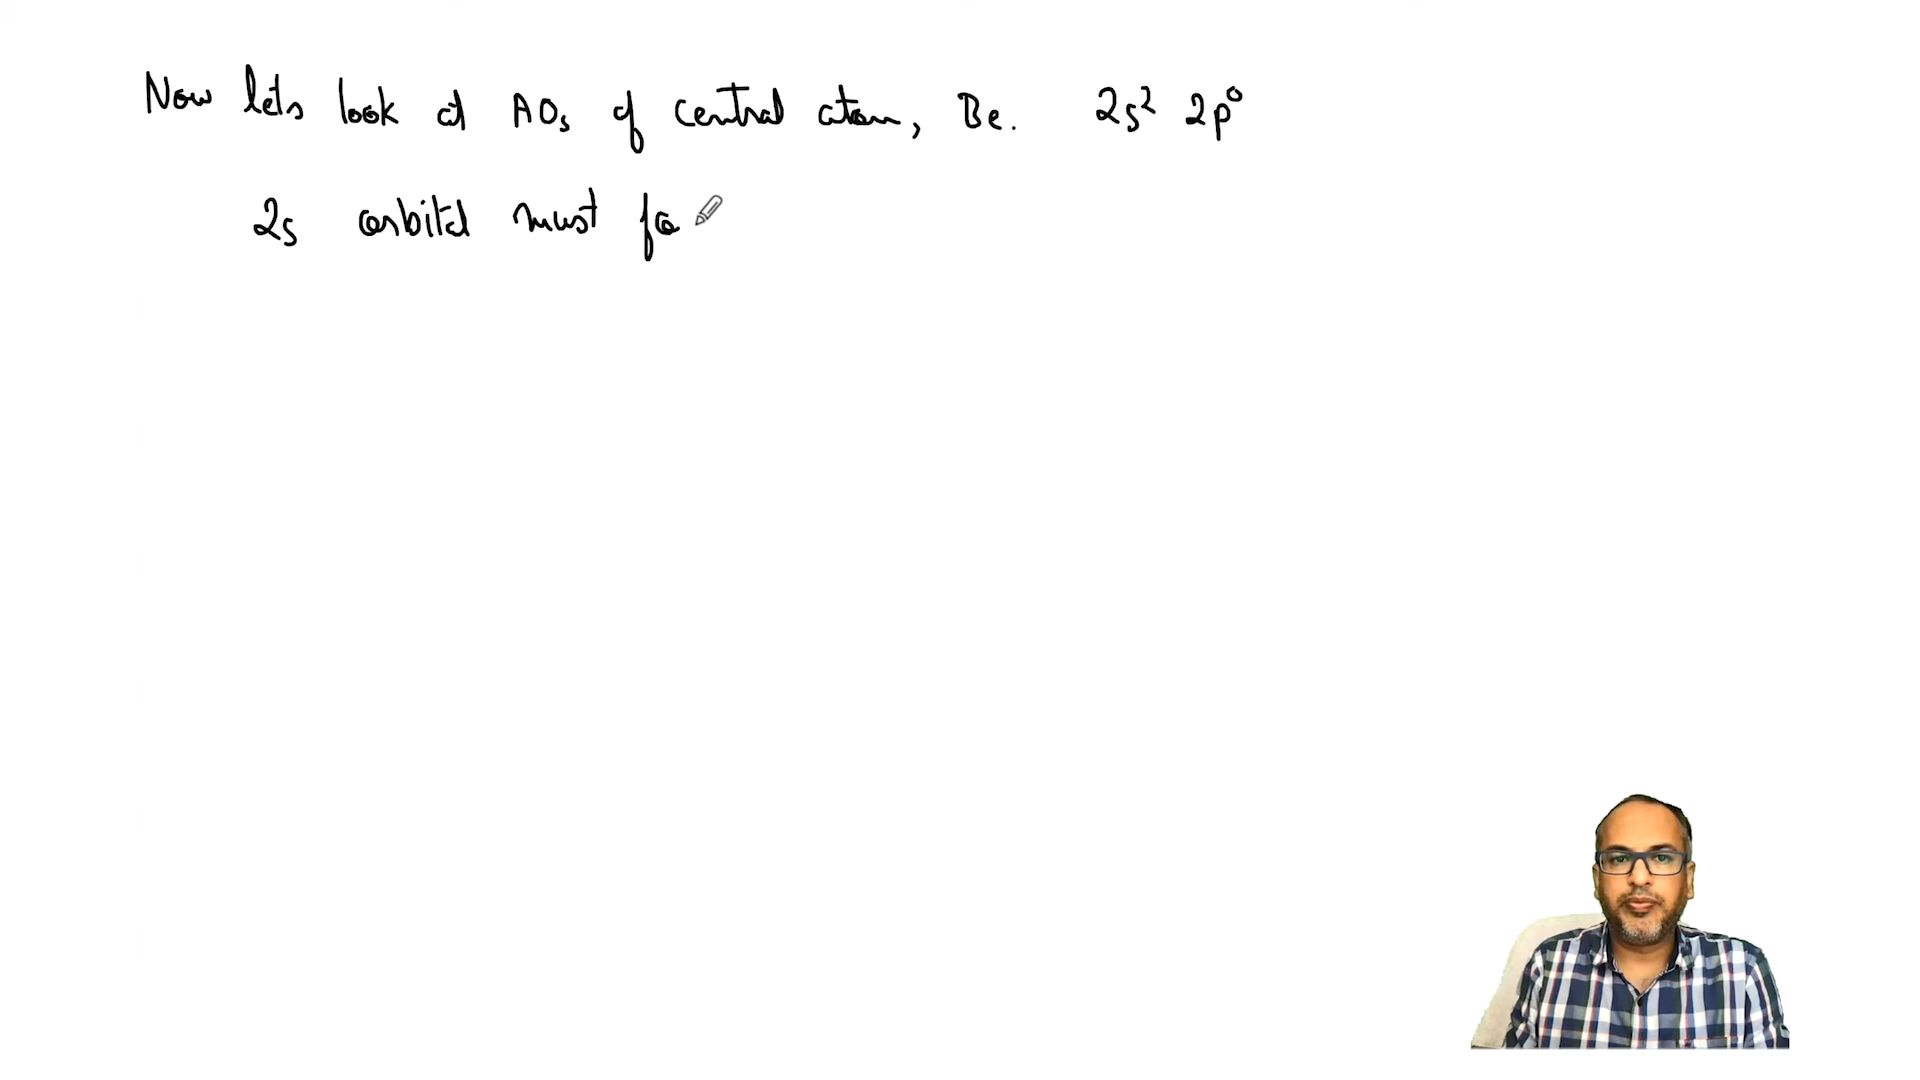 Now lets look at AOs of central atom, Be. 2s² 2p⁰
2s orbital must fo